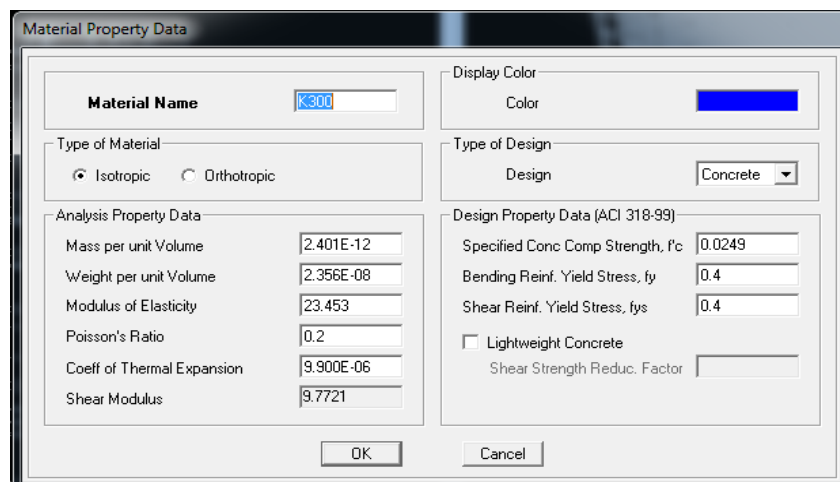 Material Property Data
Material Name K300
Display Color
Color
Type of Material
Isotropic Orthotropic
Type of Design
Design Concrete
Analysis Property Data
Mass per unit Volume 2.401E-12
Weight per unit Volume 2.356E-08
Modulus of Elasticity 23.453
Poisson's Ratio 0.2
Coeff of Thermal Expansion 9.900E-06
Shear Modulus 9.7721
Design Property Data (ACI 318-99)
Specified Conc Comp Strength, f'c 0.0249
Bending Reinf. Yield Stress, fy 0.4
Shear Reinf. Yield Stress, fys 0.4
Lightweight Concrete
Shear Strength Reduc. Factor
OK Cancel